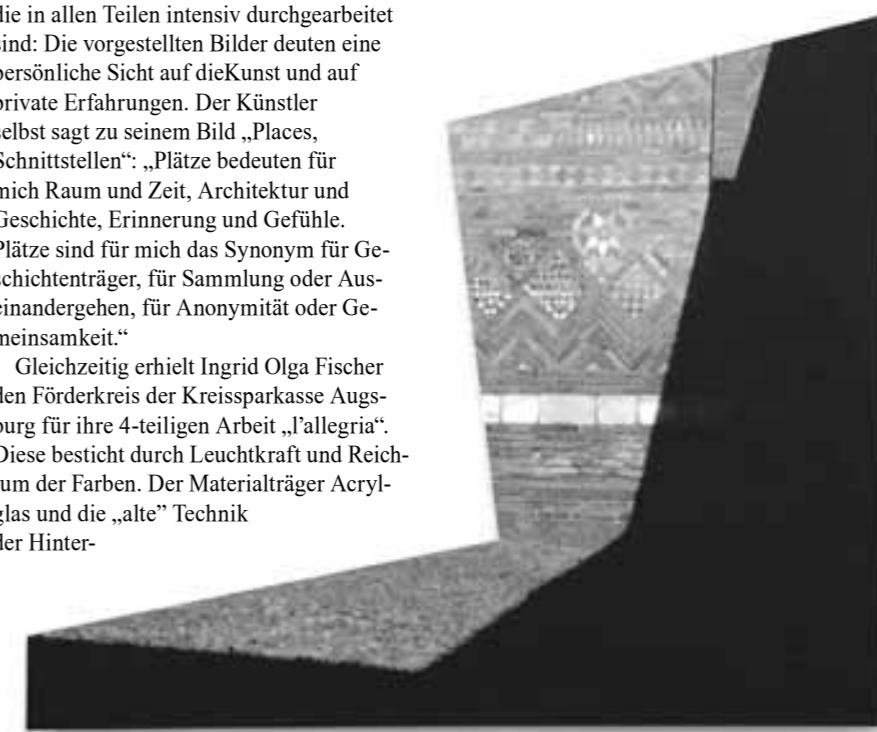 die in allen Teilen intensiv durchgearbeitet
sind: Die vorgestellten Bilder deuten eine
persönliche Sicht auf dieKunst und auf
private Erfahrungen. Der Künstler
selbst sagt zu seinem Bild „Places,
Schnittstellen“: „Plätze bedeuten für
mich Raum und Zeit, Architektur und
Geschichte, Erinnerung und Gefühle.
Plätze sind für mich das Synonym für Ge-
schichtenträger, für Sammlung oder Aus-
einandergehen, für Anonymität oder Ge-
meinsamkeit.“
Gleichzeitig erhielt Ingrid Olga Fischer
den Förderkreis der Kreissparkasse Augs-
burg für ihre 4-teiligen Arbeit „l'allegria“.
Diese besticht durch Leuchtkraft und Reich-
tum der Farben. Der Materialträger Acryl-
glas und die „alte” Technik
der Hinter-